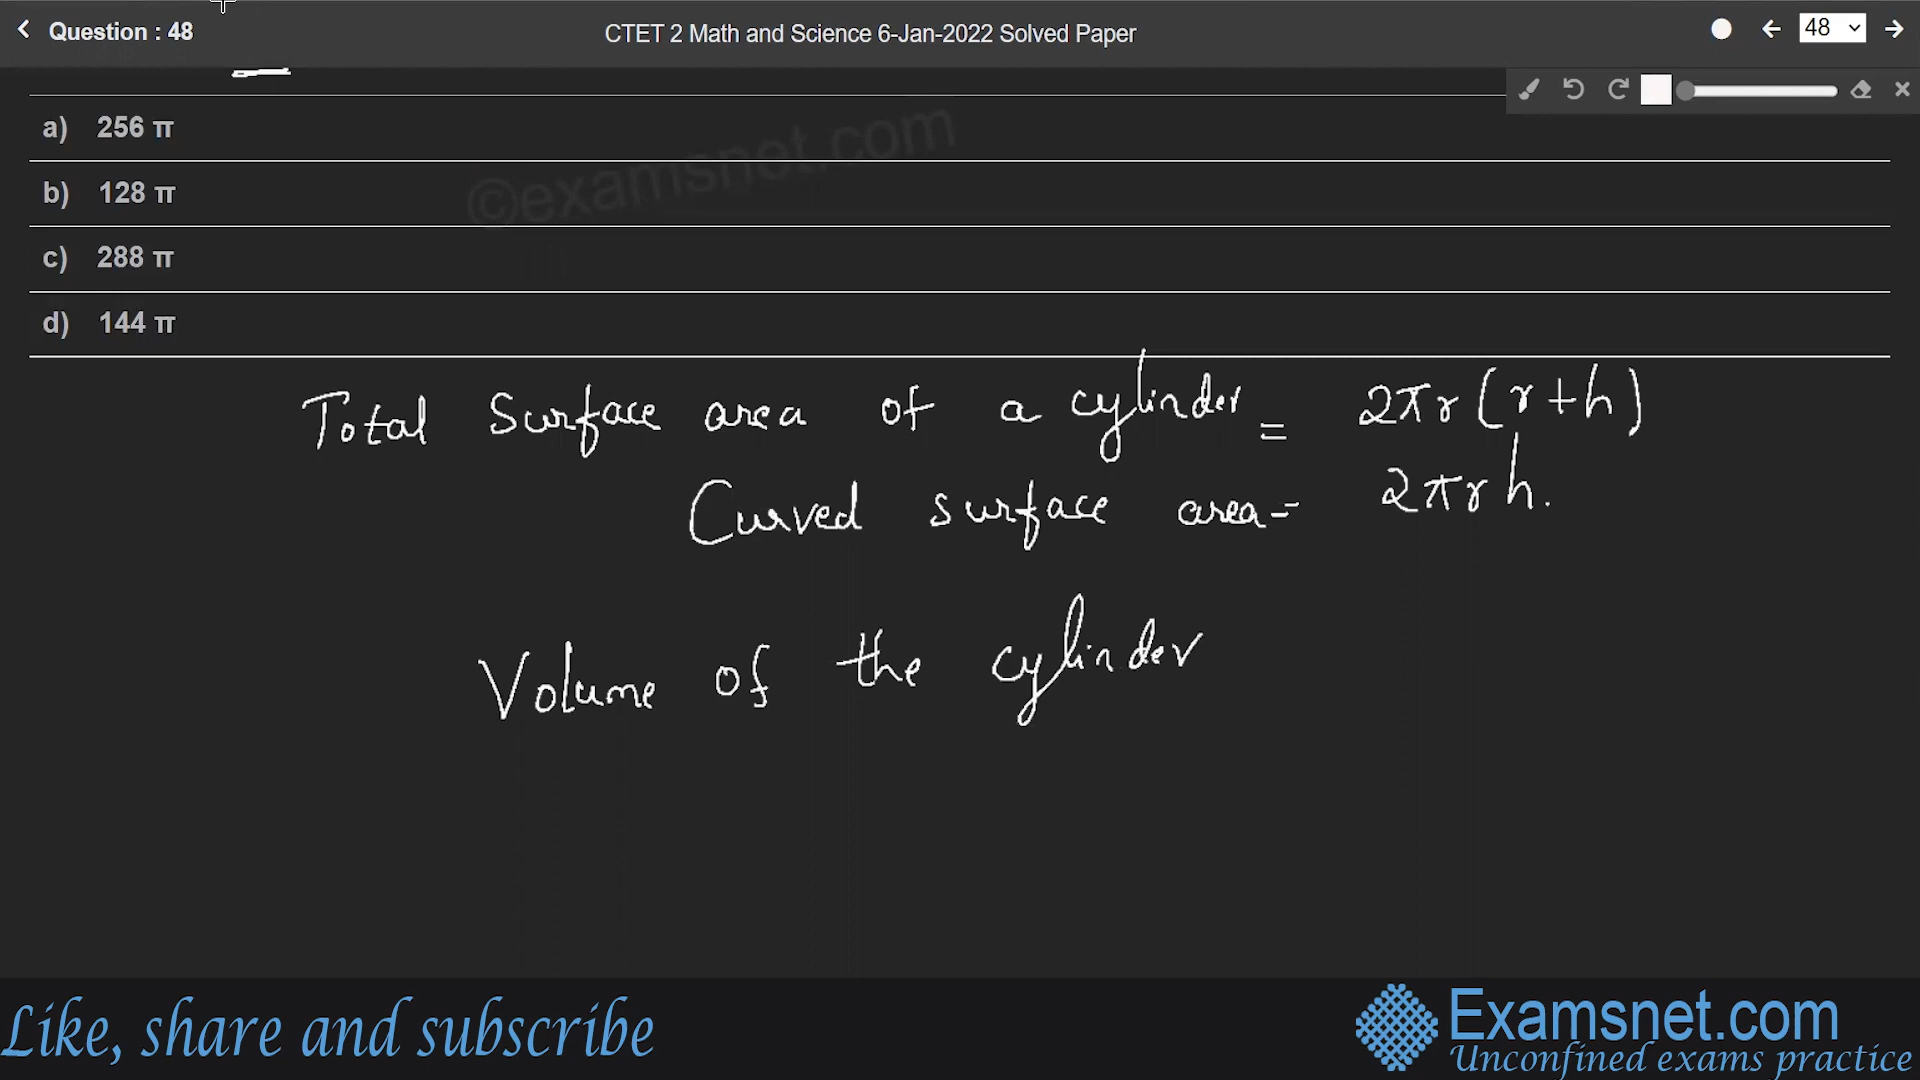 Question : 48
CTET 2 Math and Science 6-Jan-2022 Solved Paper
48
a) 256 π
b) 128 π
c) 288 π
d) 144 π
©examsnet.com
Total Surface area of a cylinder = 2πr(r+h)
Curved surface area= 2πrh.
Volume of the cylinder
Like, share and subscribe
Examsnet.com
Unconfined exams practice